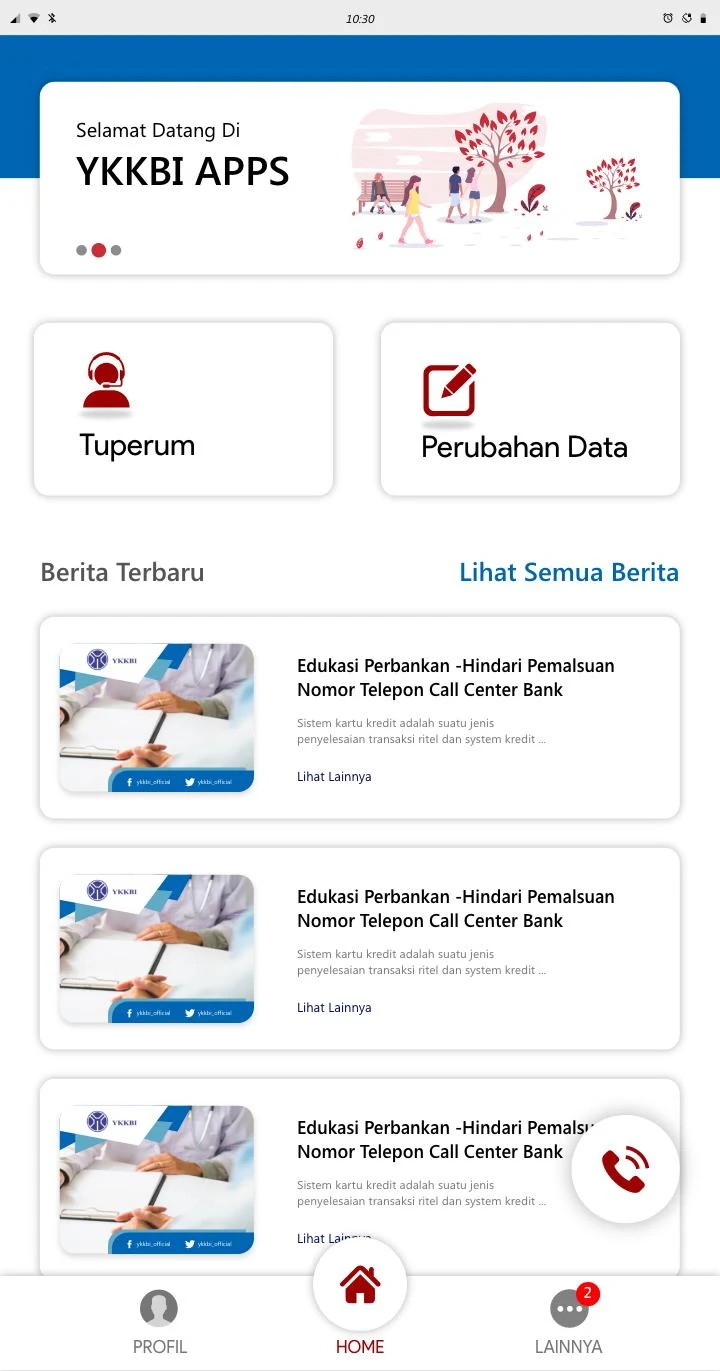 10:30
Selamat Datang Di
YKKBI APPS
Tuperum
Perubahan Data
Berita Terbaru
Lihat Semua Berita
YKKBI
ykkbi_official ykkbi_official
Edukasi Perbankan -Hindari Pemalsuan
Nomor Telepon Call Center Bank
Sistem kartu kredit adalah suatu jenis
penyelesaian transaksi ritel dan system kredit ...
Lihat Lainnya
YKKBI
ykkbi_official ykkbi_official
Edukasi Perbankan -Hindari Pemalsuan
Nomor Telepon Call Center Bank
Sistem kartu kredit adalah suatu jenis
penyelesaian transaksi ritel dan system kredit ...
Lihat Lainnya
YKKBI
ykkbi_official ykkbi_official
Edukasi Perbankan -Hindari Pemalsu
Nomor Telepon Call Center Bank
Sistem kartu kredit adalah suatu jenis
penyelesaian transaksi ritel dan system kredit ...
Lihat Lainnya
2
PROFIL
HOME
LAINNYA